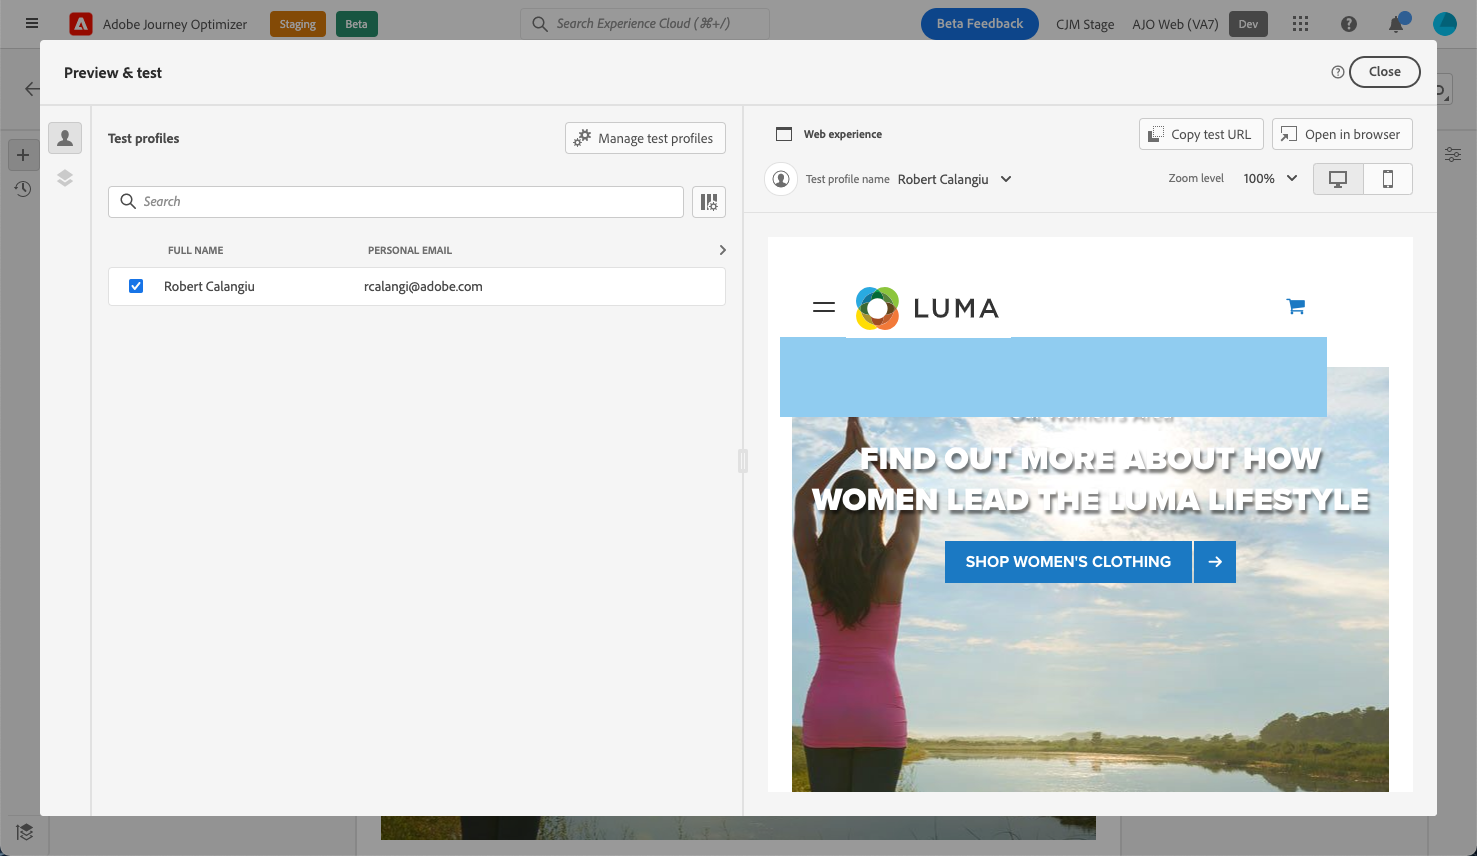 Adobe Journey Optimizer
Staging
Beta
Search Experience Cloud (⌘+/)
Beta Feedback
CJM Stage
AJO Web (VA7)
Dev
Preview & test
Close
Test profiles
Manage test profiles
Search
FULL NAME
PERSONAL EMAIL
Robert Calangiu
rcalangi@adobe.com
Web experience
Copy test URL
Open in browser
Test profile name
Robert Calangiu
Zoom level
100%
LUMA
Our Women's Area
FIND OUT MORE ABOUT HOW
WOMEN LEAD THE LUMA LIFESTYLE
SHOP WOMEN'S CLOTHING